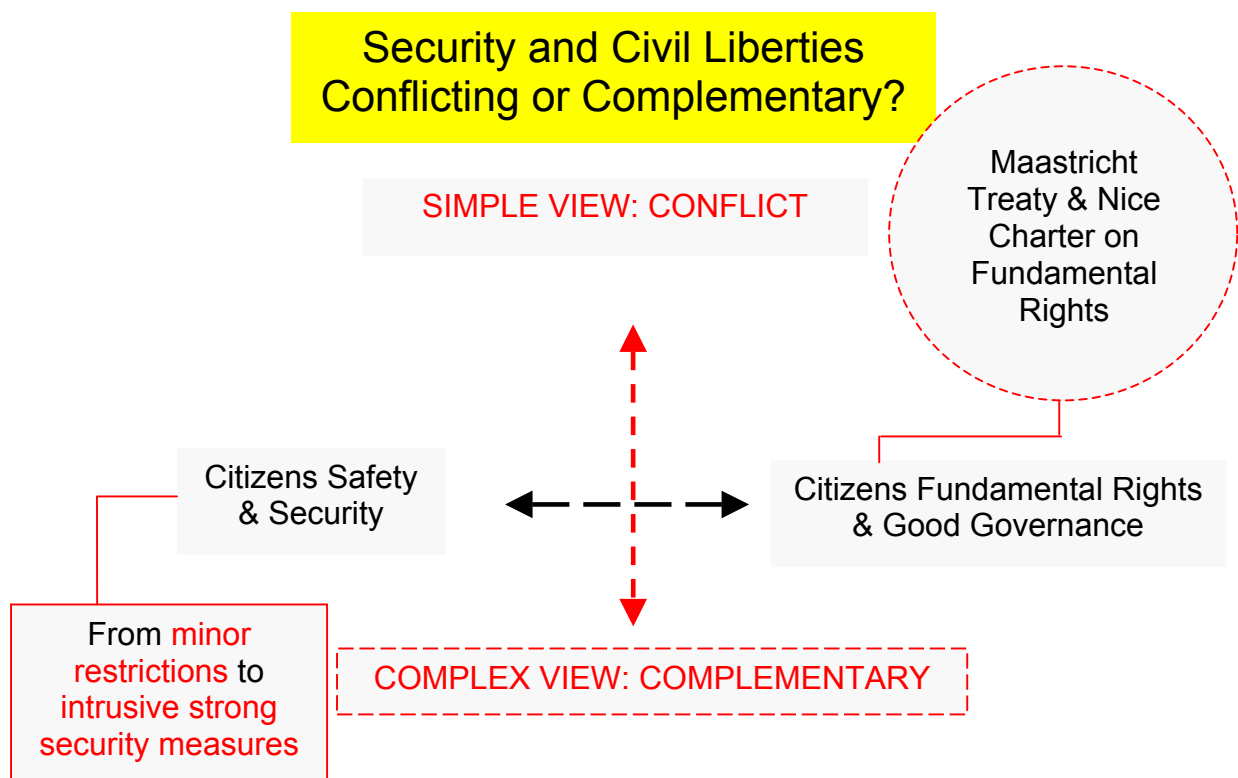 Security and Civil Liberties
Conflicting or Complementary?
Maastricht
Treaty & Nice
Charter on
Fundamental
Rights
SIMPLE VIEW: CONFLICT
Citizens Safety
& Security
Citizens Fundamental Rights
& Good Governance
From minor
restrictions to
intrusive strong
security measures
COMPLEX VIEW: COMPLEMENTARY